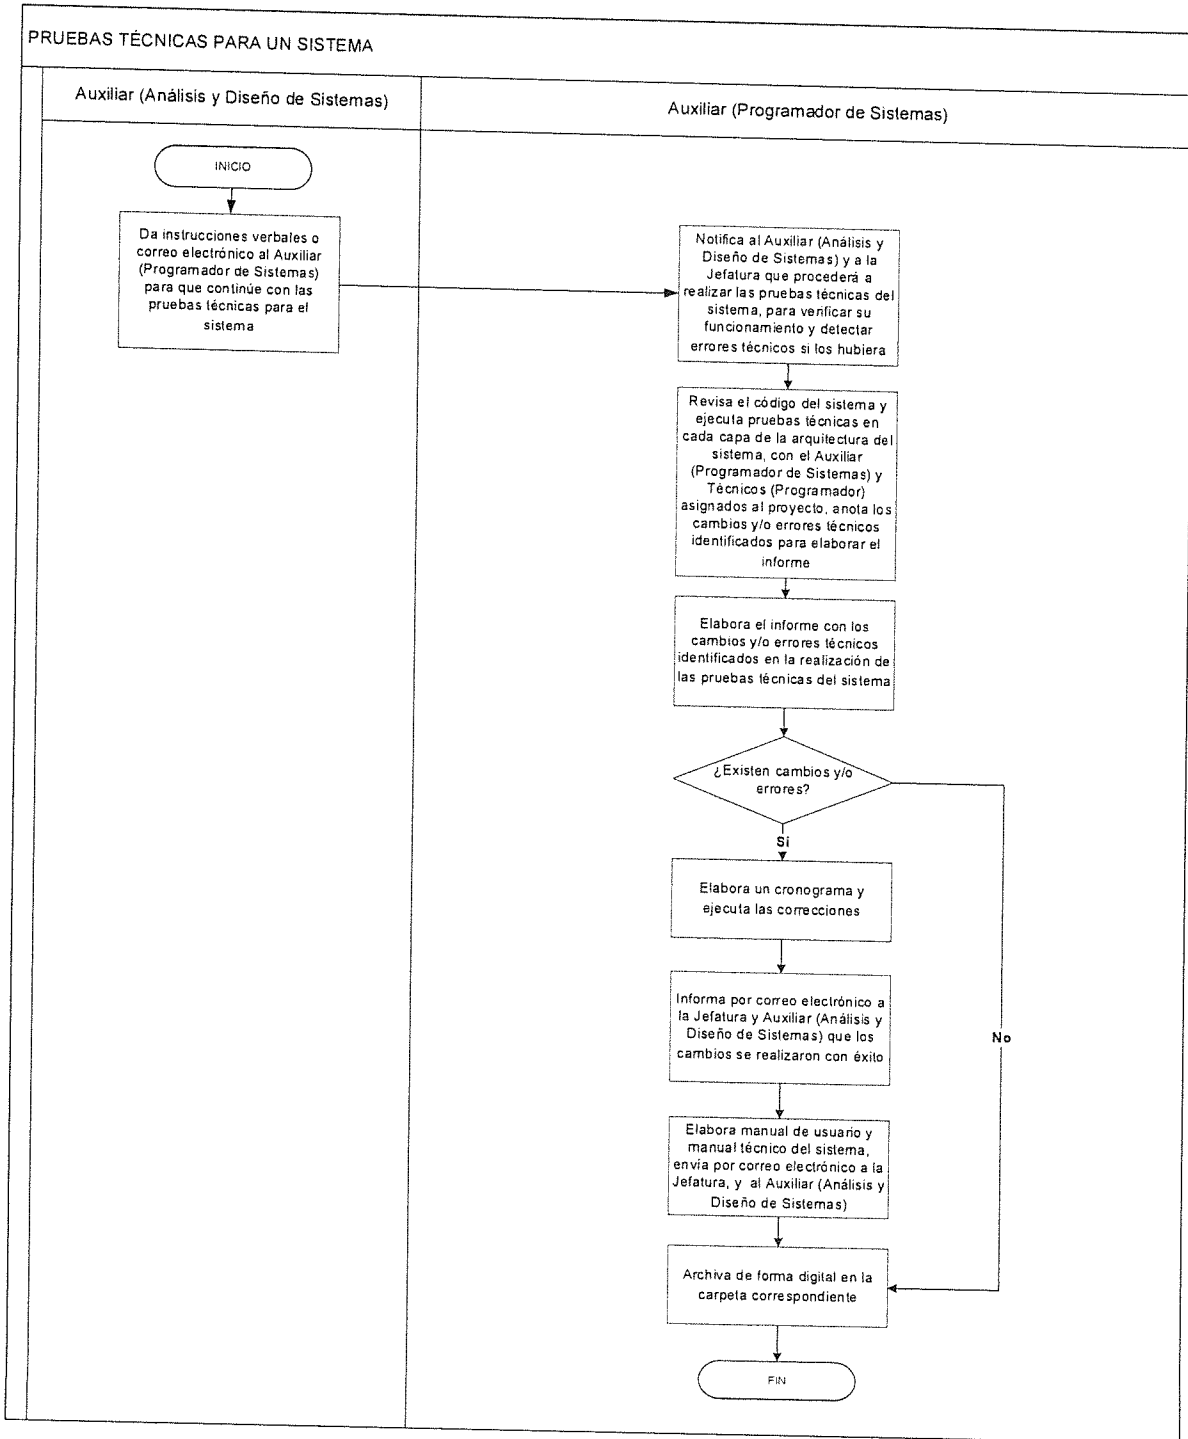 PRUEBAS TÉCNICAS PARA UN SISTEMA
Auxiliar (Análisis y Diseño de Sistemas)
Auxiliar (Programador de Sistemas)
INICIO
Da instrucciones verbales o
correo electrónico al Auxiliar
(Programador de Sistemas)
para que continúe con las
pruebas técnicas para el
sistema
Notifica al Auxiliar (Análisis y
Diseño de Sistemas) y a la
Jefatura que procederá a
realizar las pruebas técnicas del
sistema, para verificar su
funcionamiento y detectar
errores técnicos si los hubiera
Revisa el código del sistema y
ejecuta pruebas técnicas en
cada capa de la arquitectura del
sistema, con el Auxiliar
(Programador de Sistemas) y
Técnicos (Programador)
asignados al proyecto, anota los
cambios y/o errores técnicos
identificados para elaborar el
informe
Elabora el informe con los
cambios y/o errores técnicos
identificados en la realización de
las pruebas técnicas del sistema
¿Existen cambios y/o
errores?
Si
Elabora un cronograma y
ejecuta las correcciones
Informa por correo electrónico a
la Jefatura y Auxiliar (Análisis y
Diseño de Sistemas) que los
cambios se realizaron con éxito
No
Elabora manual de usuario y
manual técnico del sistema,
envía por correo electrónico a la
Jefatura, y al Auxiliar (Análisis y
Diseño de Sistemas)
Archiva de forma digital en la
carpeta correspondiente
FIN